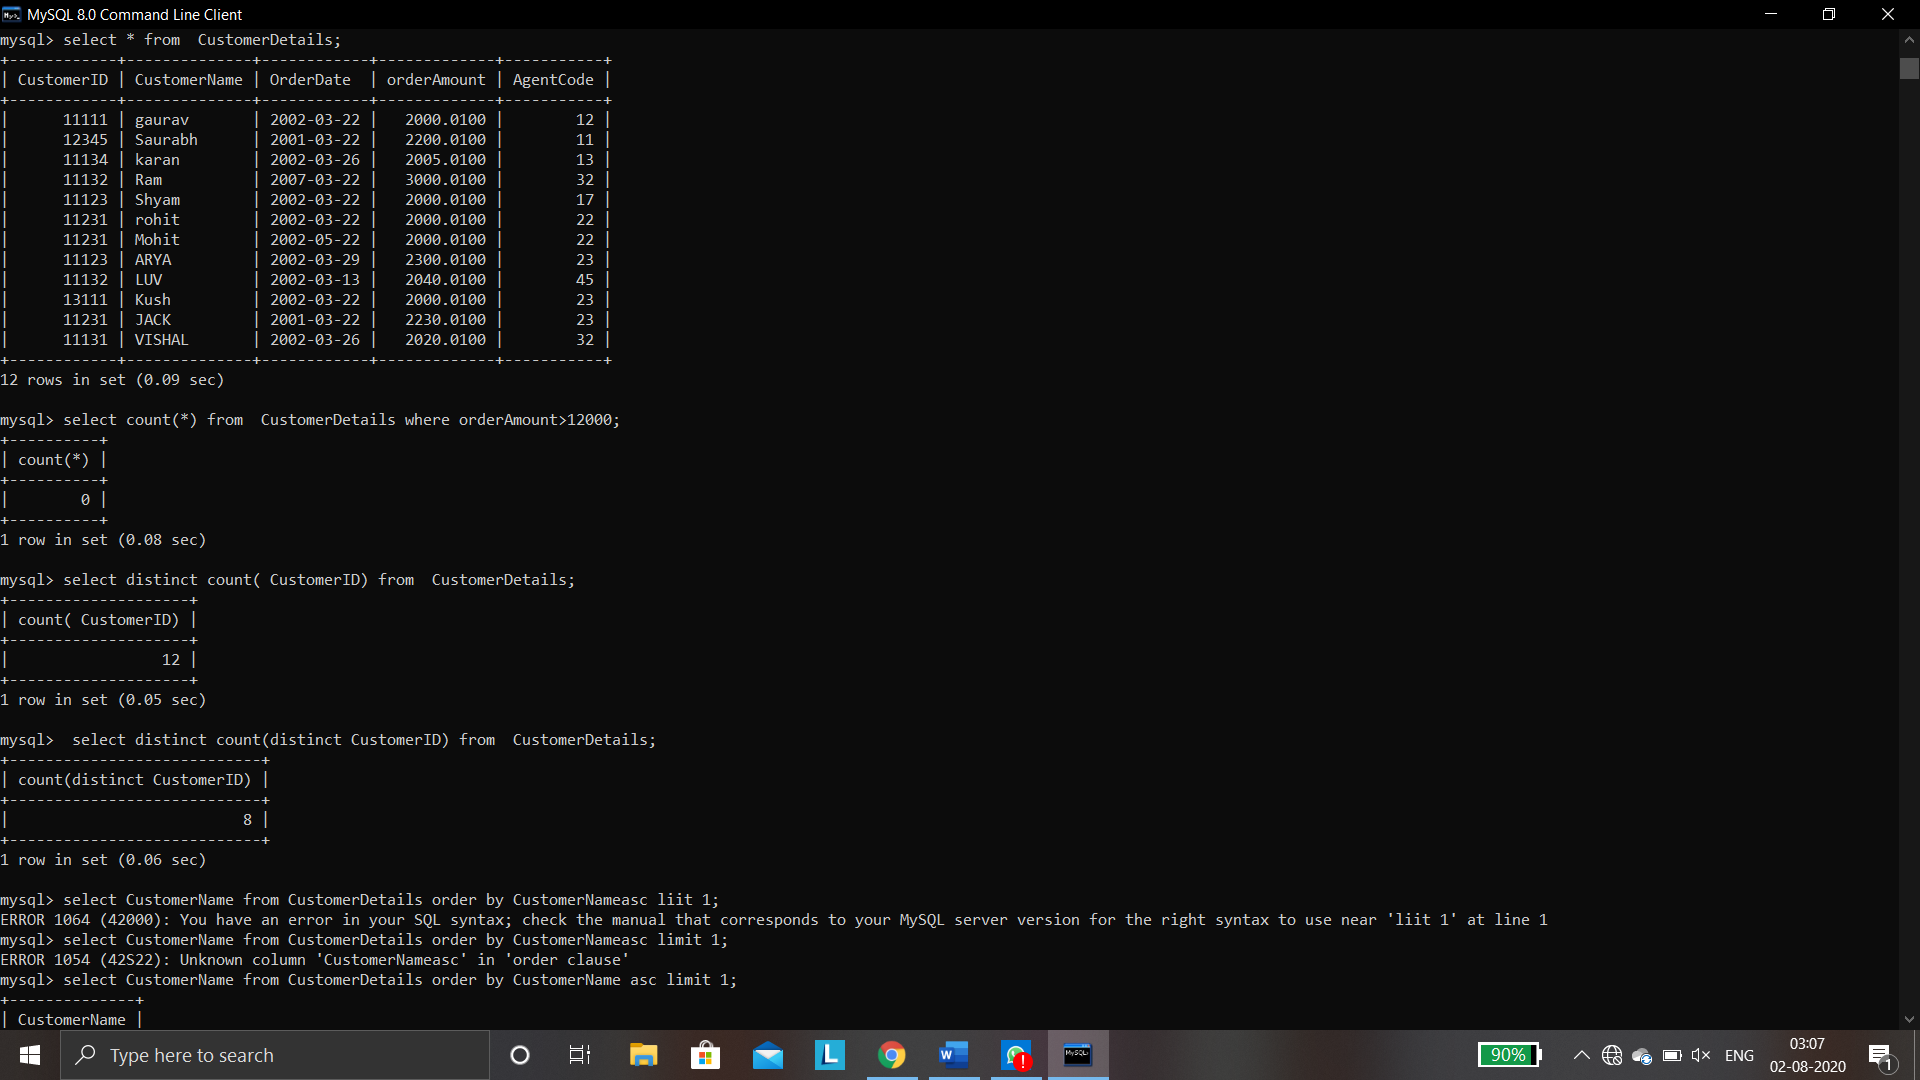 MySQL 8.0 Command Line Client
mysql> select * from  CustomerDetails;
+------------+--------------+------------+-------------+-----------+
| CustomerID | CustomerName | OrderDate  | orderAmount | AgentCode |
+------------+--------------+------------+-------------+-----------+
|      11111 | gaurav       | 2002-03-22 |   2000.0100 |        12 |
|      12345 | Saurabh      | 2001-03-22 |   2200.0100 |        11 |
|      11134 | karan        | 2002-03-26 |   2005.0100 |        13 |
|      11132 | Ram          | 2007-03-22 |   3000.0100 |        32 |
|      11123 | Shyam        | 2002-03-22 |   2000.0100 |        17 |
|      11231 | rohit        | 2002-03-22 |   2000.0100 |        22 |
|      11231 | Mohit        | 2002-05-22 |   2000.0100 |        22 |
|      11123 | ARYA         | 2002-03-29 |   2300.0100 |        23 |
|      11132 | LUV          | 2002-03-13 |   2040.0100 |        45 |
|      13111 | Kush         | 2002-03-22 |   2000.0100 |        23 |
|      11231 | JACK         | 2001-03-22 |   2230.0100 |        23 |
|      11131 | VISHAL       | 2002-03-26 |   2020.0100 |        32 |
+------------+--------------+------------+-------------+-----------+
12 rows in set (0.09 sec)
mysql> select count(*) from  CustomerDetails where orderAmount>12000;
+----------+
| count(*) |
+----------+
|        0 |
+----------+
1 row in set (0.08 sec)
mysql> select distinct count( CustomerID) from  CustomerDetails;
+--------------------+
| count( CustomerID) |
+--------------------+
|                 12 |
+--------------------+
1 row in set (0.05 sec)
mysql>  select distinct count(distinct CustomerID) from  CustomerDetails;
+----------------------------+
| count(distinct CustomerID) |
+----------------------------+
|                          8 |
+----------------------------+
1 row in set (0.06 sec)
mysql> select CustomerName from CustomerDetails order by CustomerNameasc liit 1;
ERROR 1064 (42000): You have an error in your SQL syntax; check the manual that corresponds to your MySQL server version for the right syntax to use near 'liit 1' at line 1
mysql> select CustomerName from CustomerDetails order by CustomerNameasc limit 1;
ERROR 1054 (42S22): Unknown column 'CustomerNameasc' in 'order clause'
mysql> select CustomerName from CustomerDetails order by CustomerName asc limit 1;
+--------------+
| CustomerName |
Type here to search
90%
ENG
03:07
02-08-2020
1